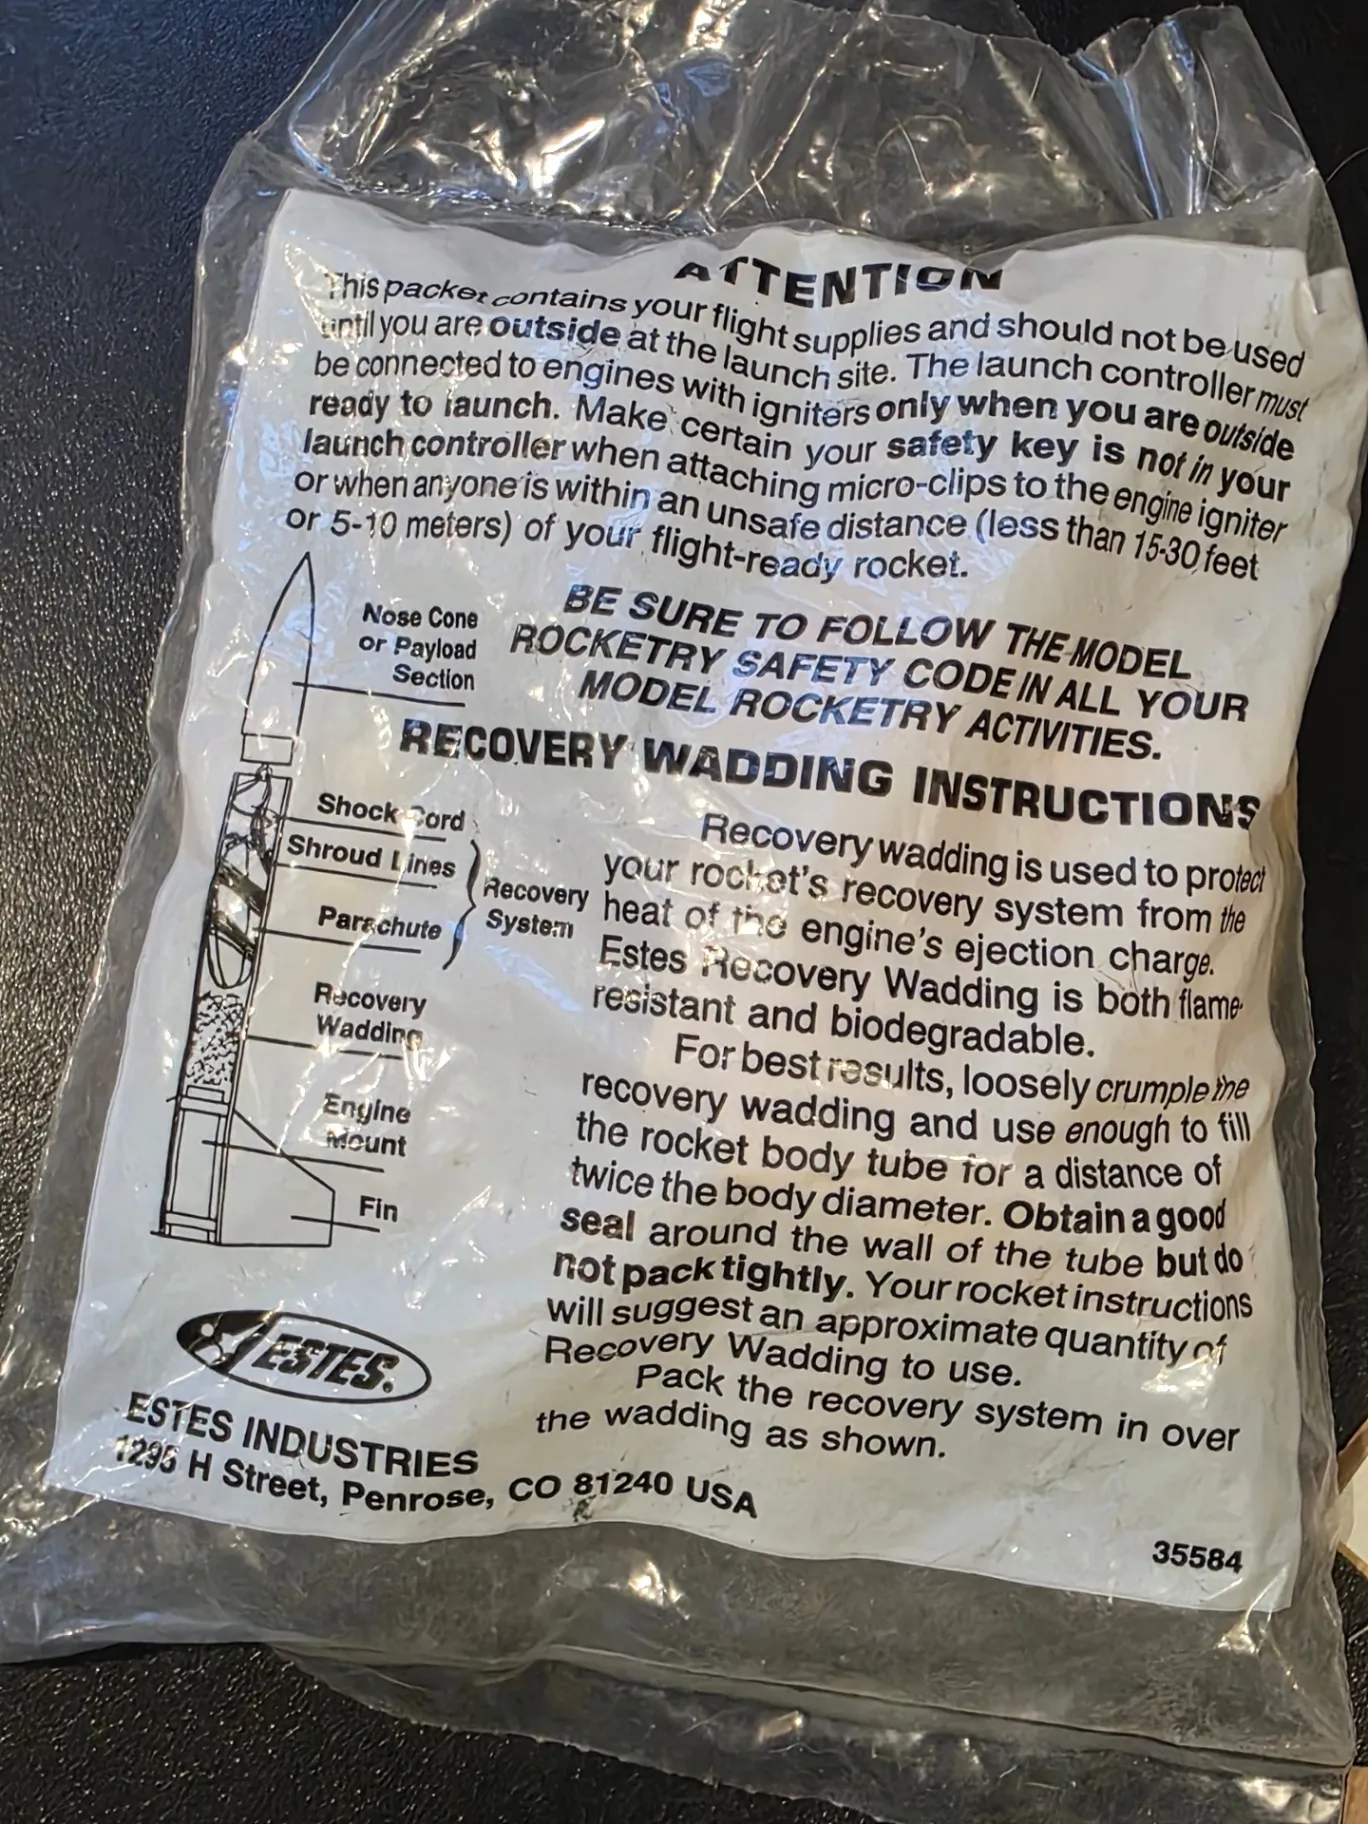 ATTENTION
This packet contains your flight supplies and should not be used
until you are outside at the launch site. The launch controller must
be connected to engines with igniters only when you are outside
ready to launch. Make certain your safety key is not in your
launch controller when attaching micro-clips to the engine igniter
or when anyone is within an unsafe distance (less than 15-30 feet
or 5-10 meters) of your flight-ready rocket.
BE SURE TO FOLLOW THE MODEL
ROCKETRY SAFETY CODE IN ALL YOUR
MODEL ROCKETRY ACTIVITIES.
Nose Cone
or Payload
Section
RECOVERY WADDING INSTRUCTIONS
Shock Cord
Shroud Lines
Parachute
Recovery
System
Recovery
Wadding
Engine
Mount
Fin
Recovery wadding is used to protect
your rocket's recovery system from the
heat of the engine's ejection charge.
Estes Recovery Wadding is both flame-
resistant and biodegradable.
For best results, loosely crumple the
recovery wadding and use enough to fill
the rocket body tube for a distance of
twice the body diameter. Obtain a good
seal around the wall of the tube but do
not pack tightly. Your rocket instructions
will suggest an approximate quantity of
Recovery Wadding to use.
Pack the recovery system in over
the wadding as shown.
ESTES.
ESTES INDUSTRIES
1295 H Street, Penrose, CO 81240 USA
35584